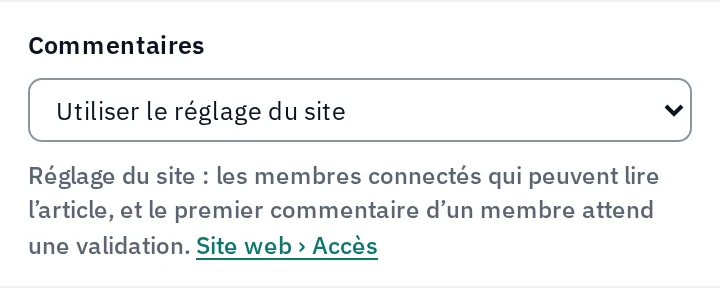 Commentaires
Utiliser le réglage du site
Réglage du site : les membres connectés qui peuvent lire
l’article, et le premier commentaire d’un membre attend
une validation. Site web › Accès